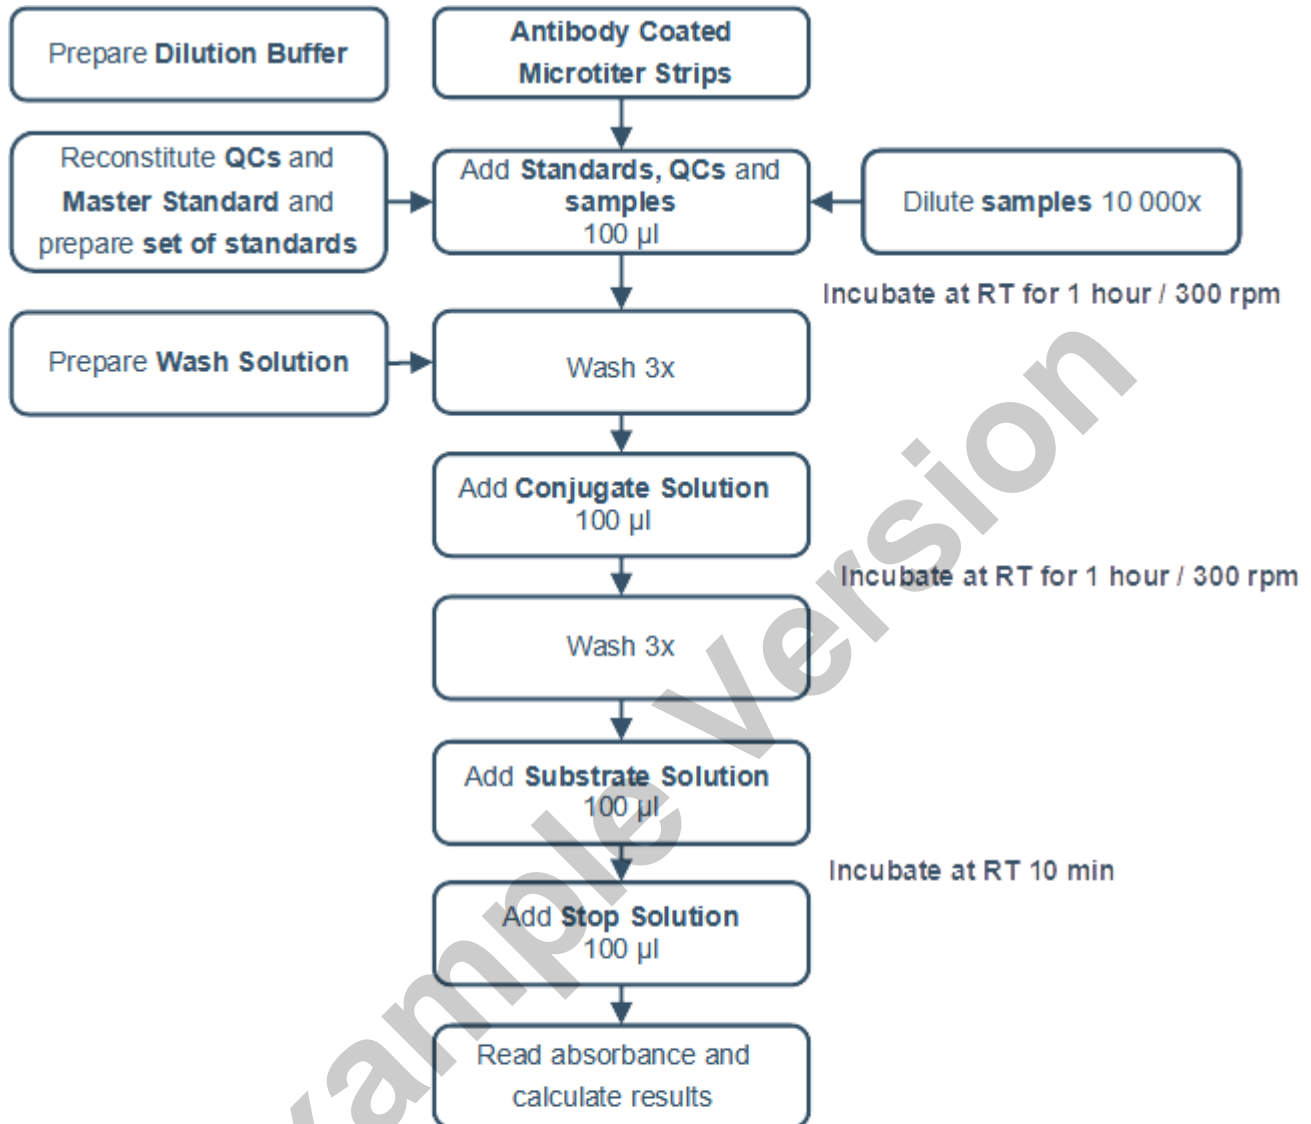 Prepare Dilution Buffer
Antibody Coated
Microtiter Strips
Reconstitute QCs and
Master Standard and
prepare set of standards
Add Standards, QCs and
samples
100 µl
Dilute samples 10 000x
Incubate at RT for 1 hour / 300 rpm
Prepare Wash Solution
Wash 3x
Add Conjugate Solution
100 µl
Incubate at RT for 1 hour / 300 rpm
Wash 3x
Add Substrate Solution
100 µl
Incubate at RT 10 min
Add Stop Solution
100 µl
Read absorbance and
calculate results
xample Version